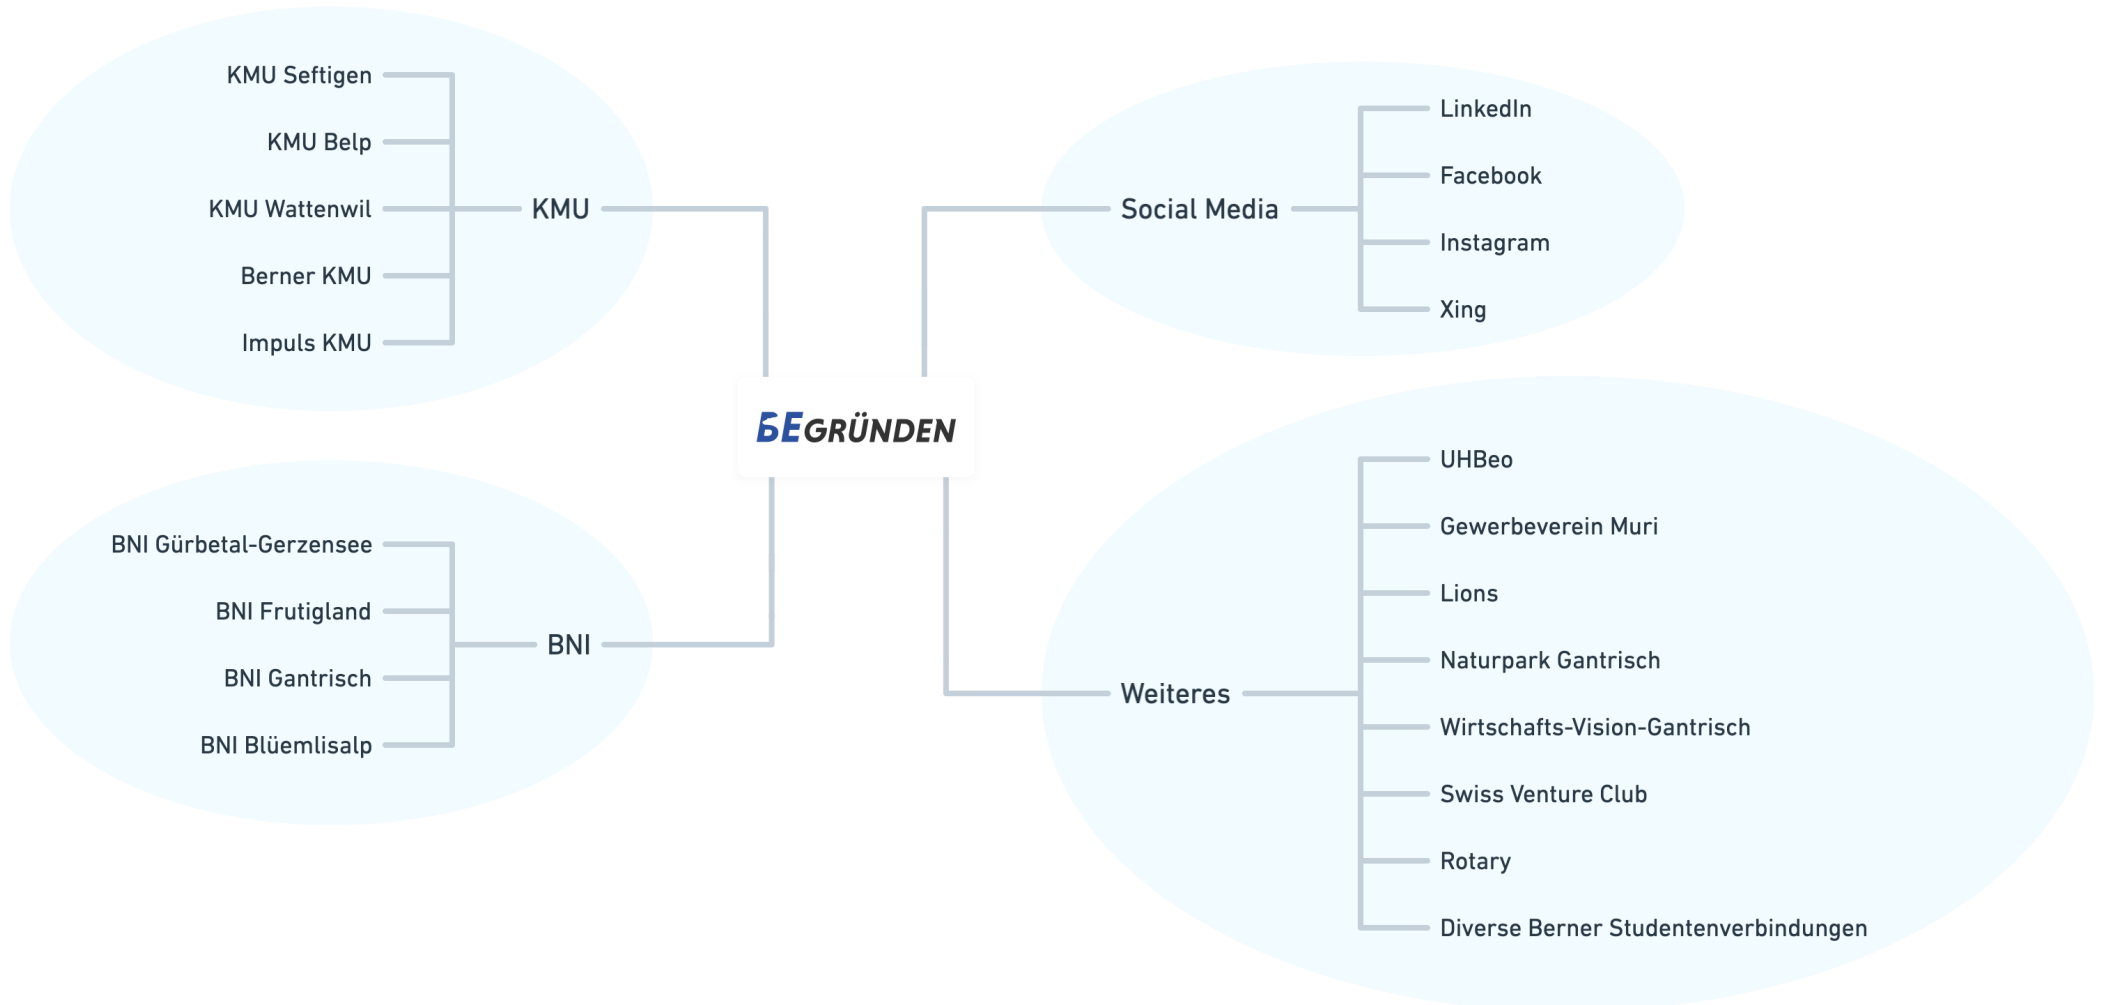 KMU Seftigen
KMU Belp
KMU Wattenwil
Berner KMU
Impuls KMU
KMU
Social Media
LinkedIn
Facebook
Instagram
Xing
BEGRÜNDEN
BNI Gürbetal-Gerzensee
BNI Frutigland
BNI Gantrisch
BNI Blüemlisalp
BNI
Weiteres
UHBeo
Gewerbeverein Muri
Lions
Naturpark Gantrisch
Wirtschafts-Vision-Gantrisch
Swiss Venture Club
Rotary
Diverse Berner Studentenverbindungen